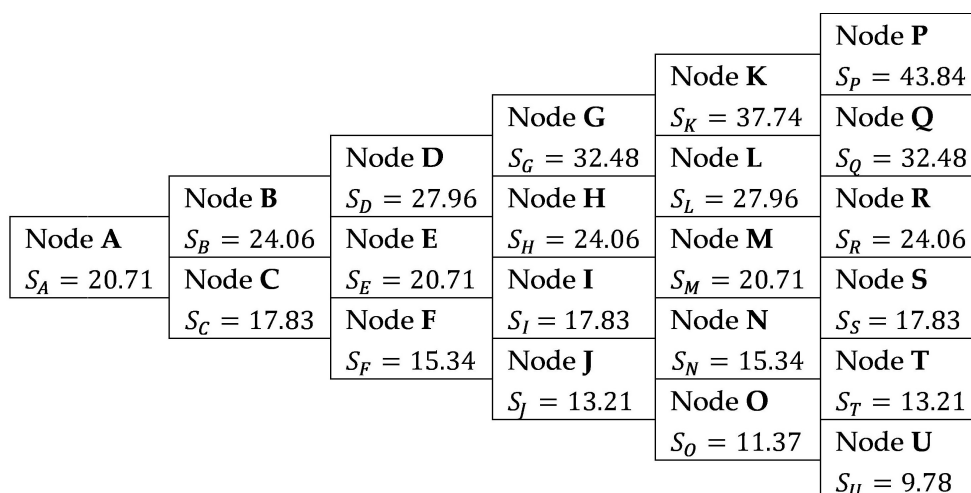 Node A
S_A = 20.71
Node B
S_B = 24.06
Node C
S_C = 17.83
Node D
S_D = 27.96
Node E
S_E = 20.71
Node F
S_F = 15.34
Node G
S_G = 32.48
Node H
S_H = 24.06
Node I
S_I = 17.83
Node J
S_J = 13.21
Node K
S_K = 37.74
Node L
S_L = 27.96
Node M
S_M = 20.71
Node N
S_N = 15.34
Node O
S_O = 11.37
Node P
S_P = 43.84
Node Q
S_Q = 32.48
Node R
S_R = 24.06
Node S
S_S = 17.83
Node T
S_T = 13.21
Node U
S_U = 9.78